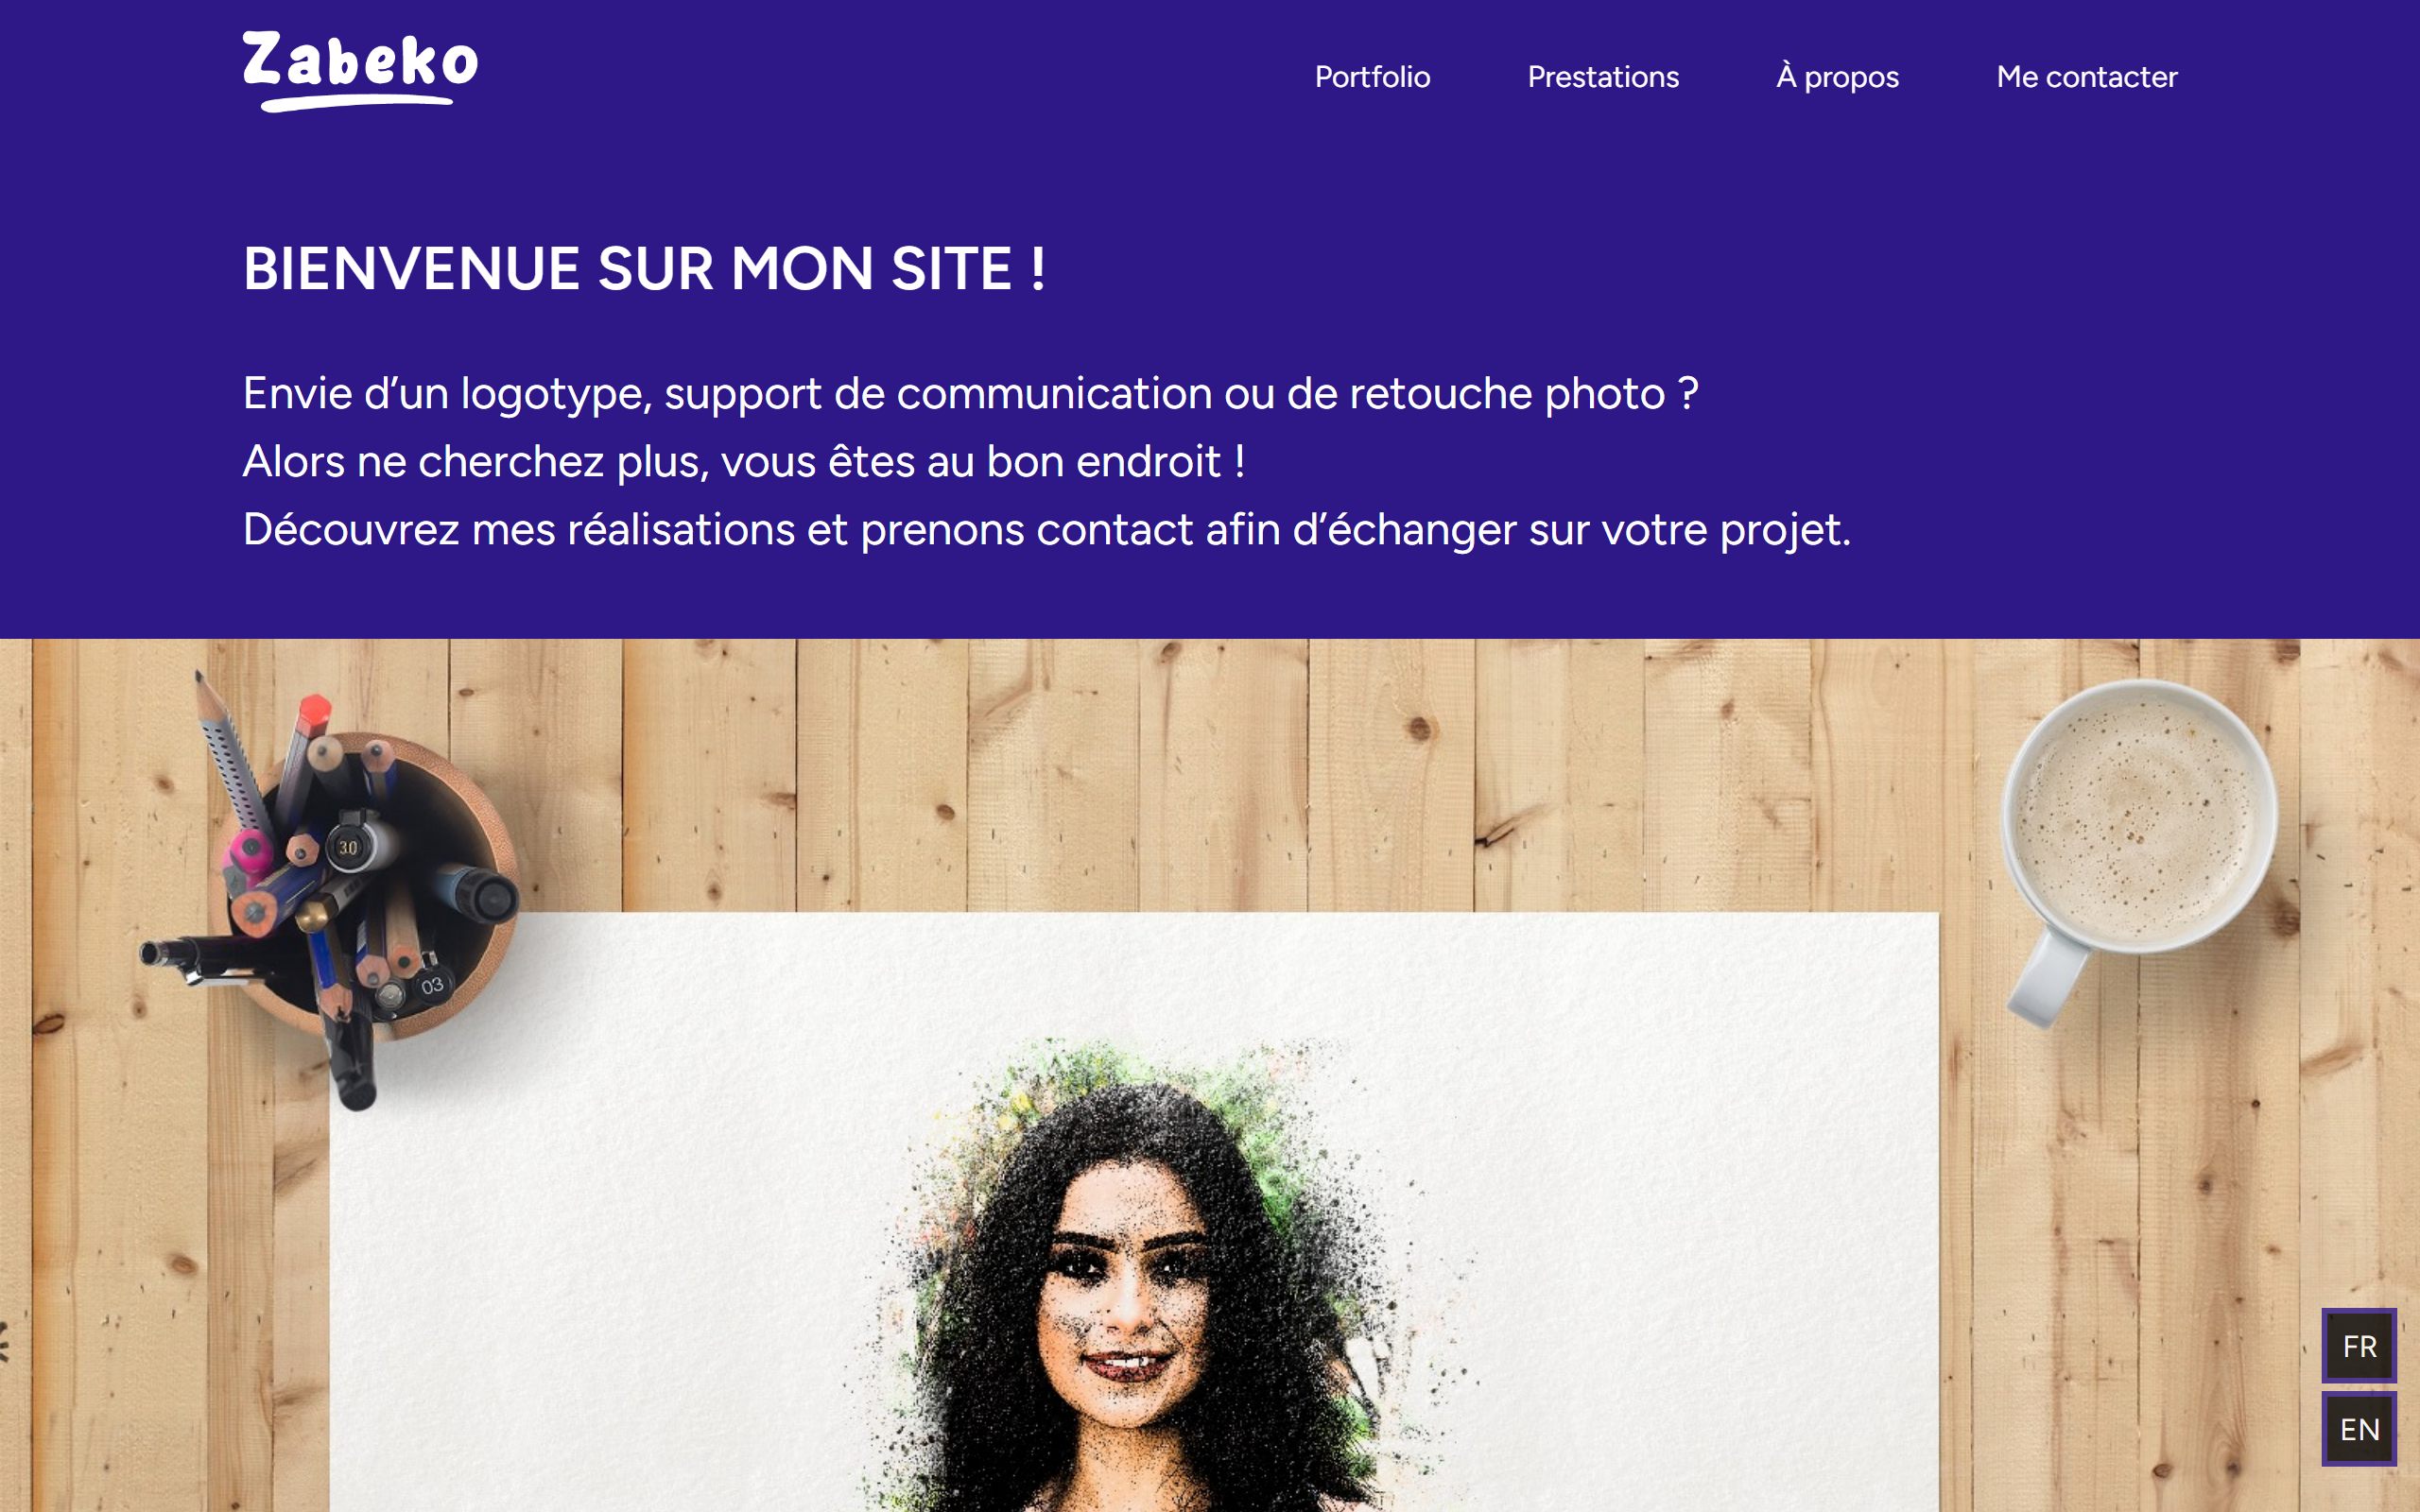 Zabeko
Portfolio Prestations À propos Me contacter
BIENVENUE SUR MON SITE !
Envie d’un logotype, support de communication ou de retouche photo ?
Alors ne cherchez plus, vous êtes au bon endroit !
Découvrez mes réalisations et prenons contact afin d’échanger sur votre projet.
3.0
03
FR
EN